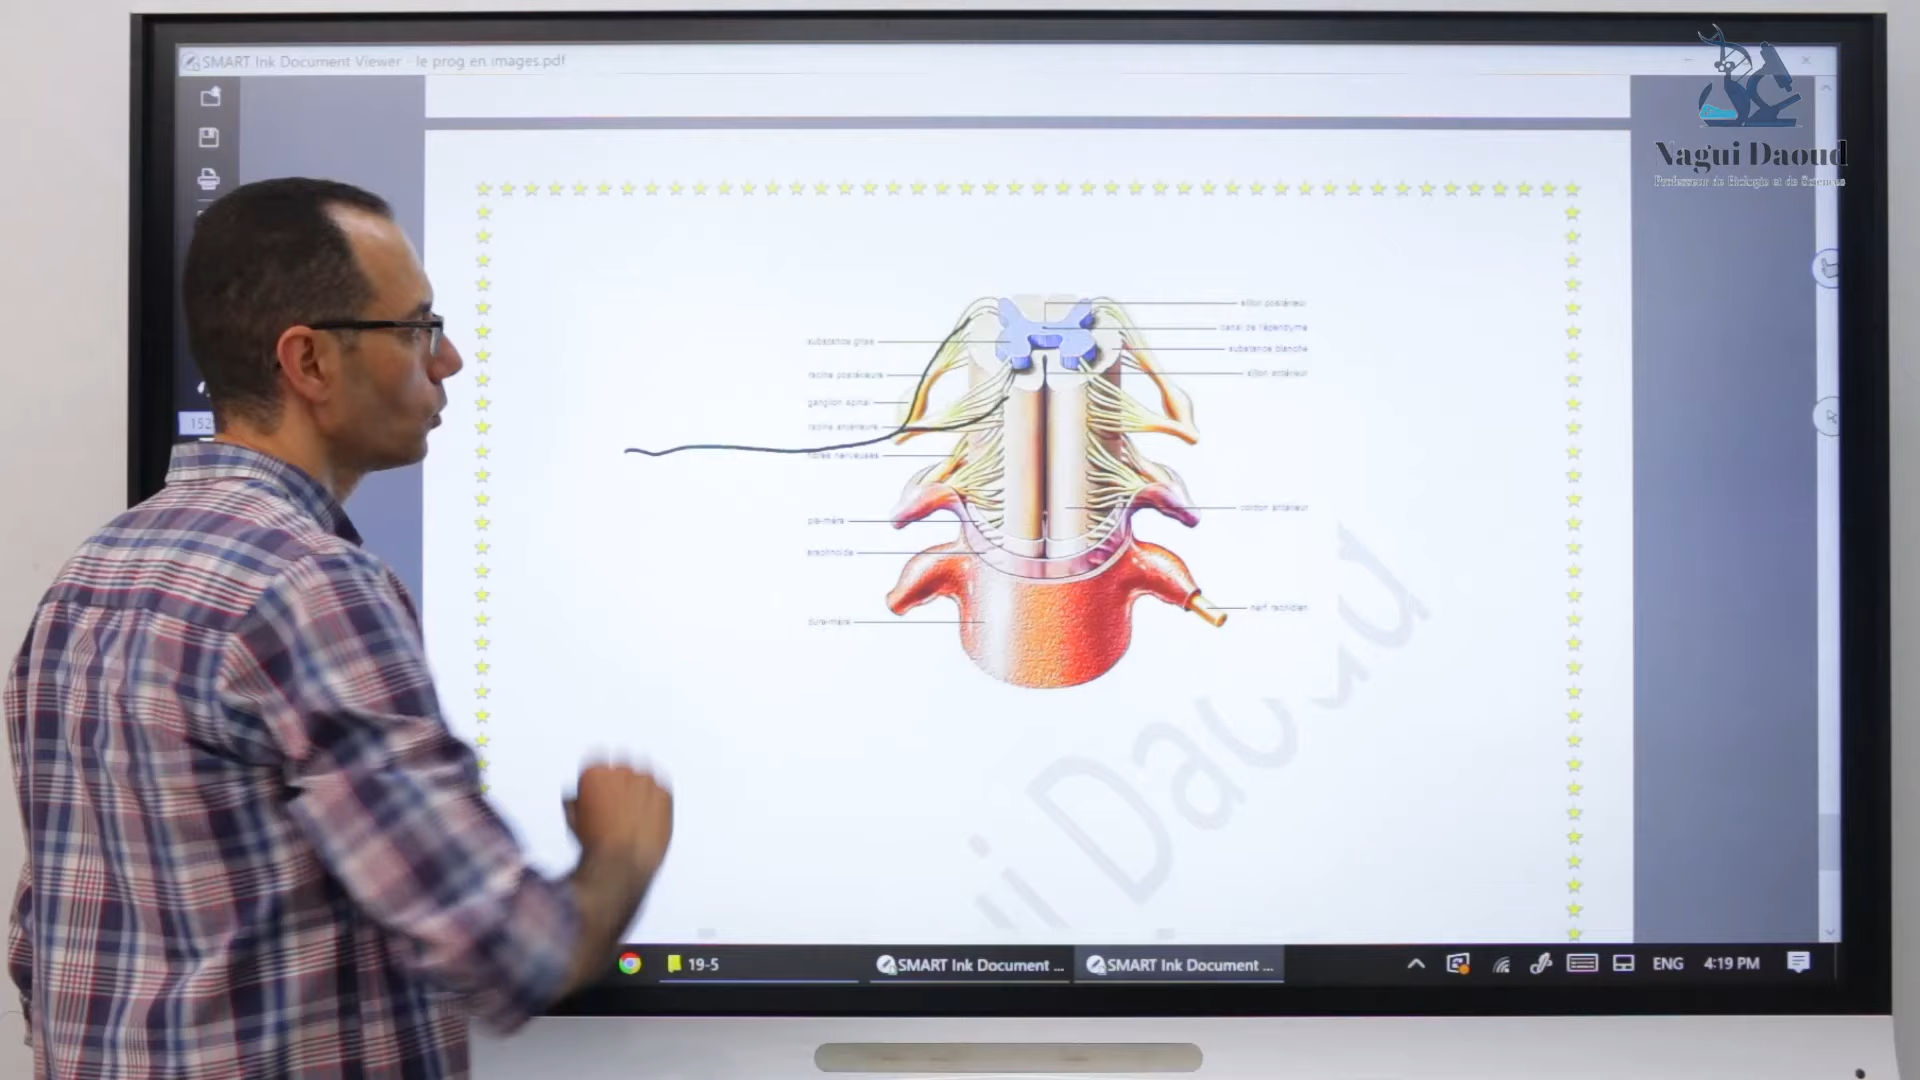 SMART Ink Document Viewer - le prog en images.pdf
Nagui Daoud
Professeur de Biologie et de Sciences
152
sillon postérieur
canal de l'épendyme
substance grise
substance blanche
racine postérieure
sillon antérieur
ganglion spinal
racine antérieure
fibres nerveuses
cordon antérieur
pie-mère
arachnoïde
nerf rachidien
dure-mère
ii Daoud
19-5
SMART Ink Document ...
SMART Ink Document ...
ENG
4:19 PM